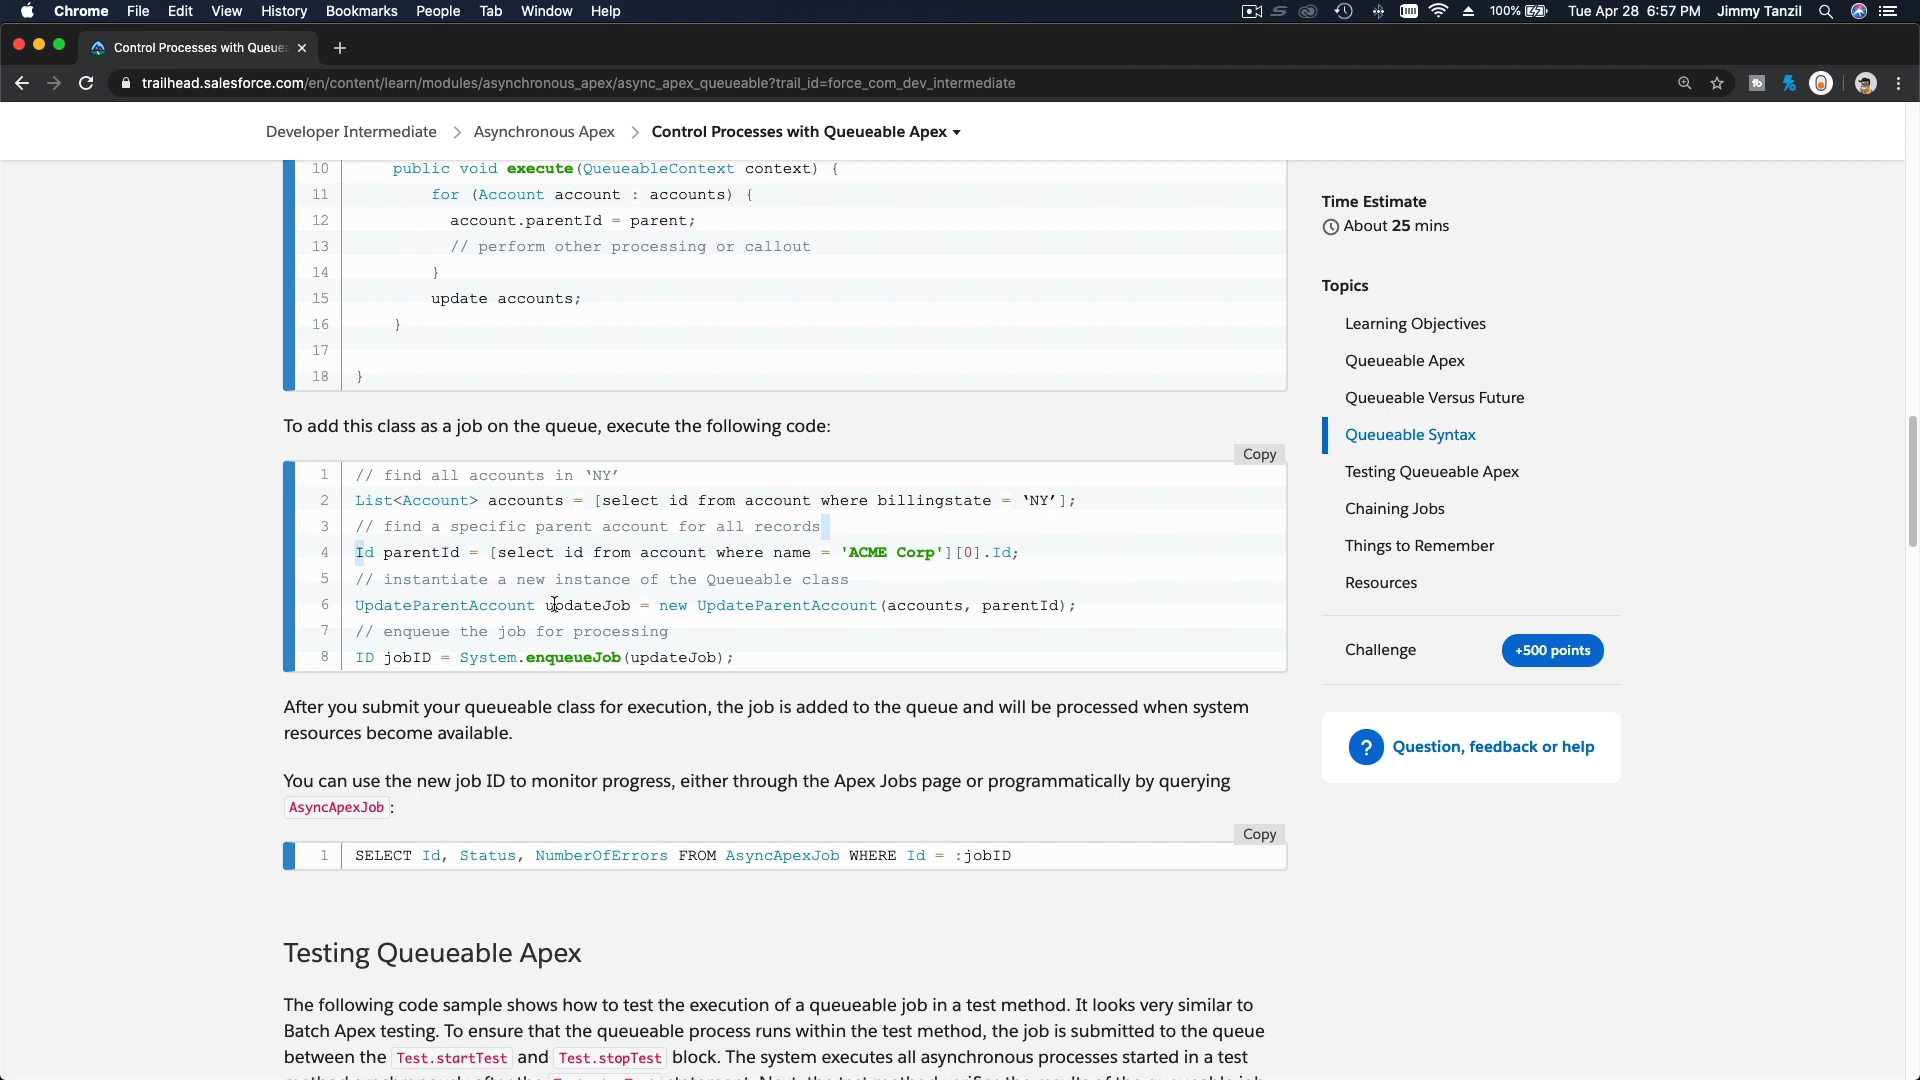 Chrome File Edit View History Bookmarks People Tab Window Help 100% Tue Apr 28 6:57 PM Jimmy Tanzil
Control Processes with Queue
trailhead.salesforce.com/en/content/learn/modules/asynchronous_apex/async_apex_queueable?trail_id=force_com_dev_intermediate
Developer Intermediate > Asynchronous Apex > Control Processes with Queueable Apex
10 public void execute(QueueableContext context) {
11 for (Account account : accounts) {
12 account.parentId = parent;
13 // perform other processing or callout
14 }
15 update accounts;
16 }
17
18 }
To add this class as a job on the queue, execute the following code:
Copy
1 // find all accounts in ‛NY’
2 List<Account> accounts = [select id from account where billingstate = ‛NY’];
3 // find a specific parent account for all records
4 Id parentId = [select id from account where name = 'ACME Corp'][0].Id;
5 // instantiate a new instance of the Queueable class
6 UpdateParentAccount updateJob = new UpdateParentAccount(accounts, parentId);
7 // enqueue the job for processing
8 ID jobID = System.enqueueJob(updateJob);
After you submit your queueable class for execution, the job is added to the queue and will be processed when system
resources become available.
You can use the new job ID to monitor progress, either through the Apex Jobs page or programmatically by querying
AsyncApexJob:
Copy
1 SELECT Id, Status, NumberOfErrors FROM AsyncApexJob WHERE Id = :jobID
Testing Queueable Apex
The following code sample shows how to test the execution of a queueable job in a test method. It looks very similar to
Batch Apex testing. To ensure that the queueable process runs within the test method, the job is submitted to the queue
between the Test.startTest and Test.stopTest block. The system executes all asynchronous processes started in a test
Time Estimate
About 25 mins
Topics
Learning Objectives
Queueable Apex
Queueable Versus Future
Queueable Syntax
Testing Queueable Apex
Chaining Jobs
Things to Remember
Resources
Challenge +500 points
? Question, feedback or help